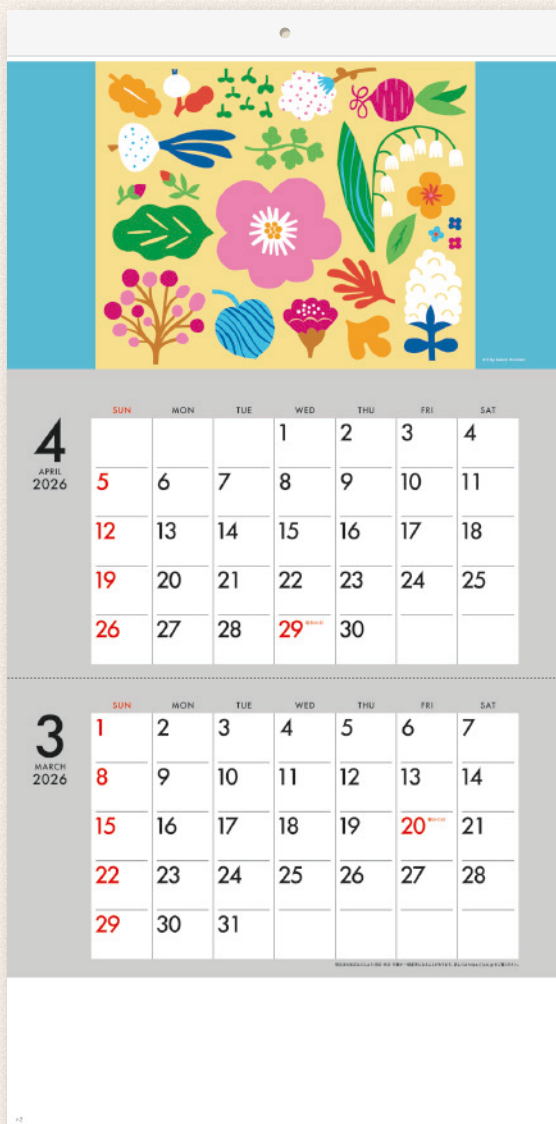 SUN MON TUE WED THU FRI SAT
4
APRIL
2026
1 2 3 4
5 6 7 8 9 10 11
12 13 14 15 16 17 18
19 20 21 22 23 24 25
26 27 28 29 30
SUN MON TUE WED THU FRI SAT
3
MARCH
2026
1 2 3 4 5 6 7
8 9 10 11 12 13 14
15 16 17 18 19 20 21
22 23 24 25 26 27 28
29 30 31